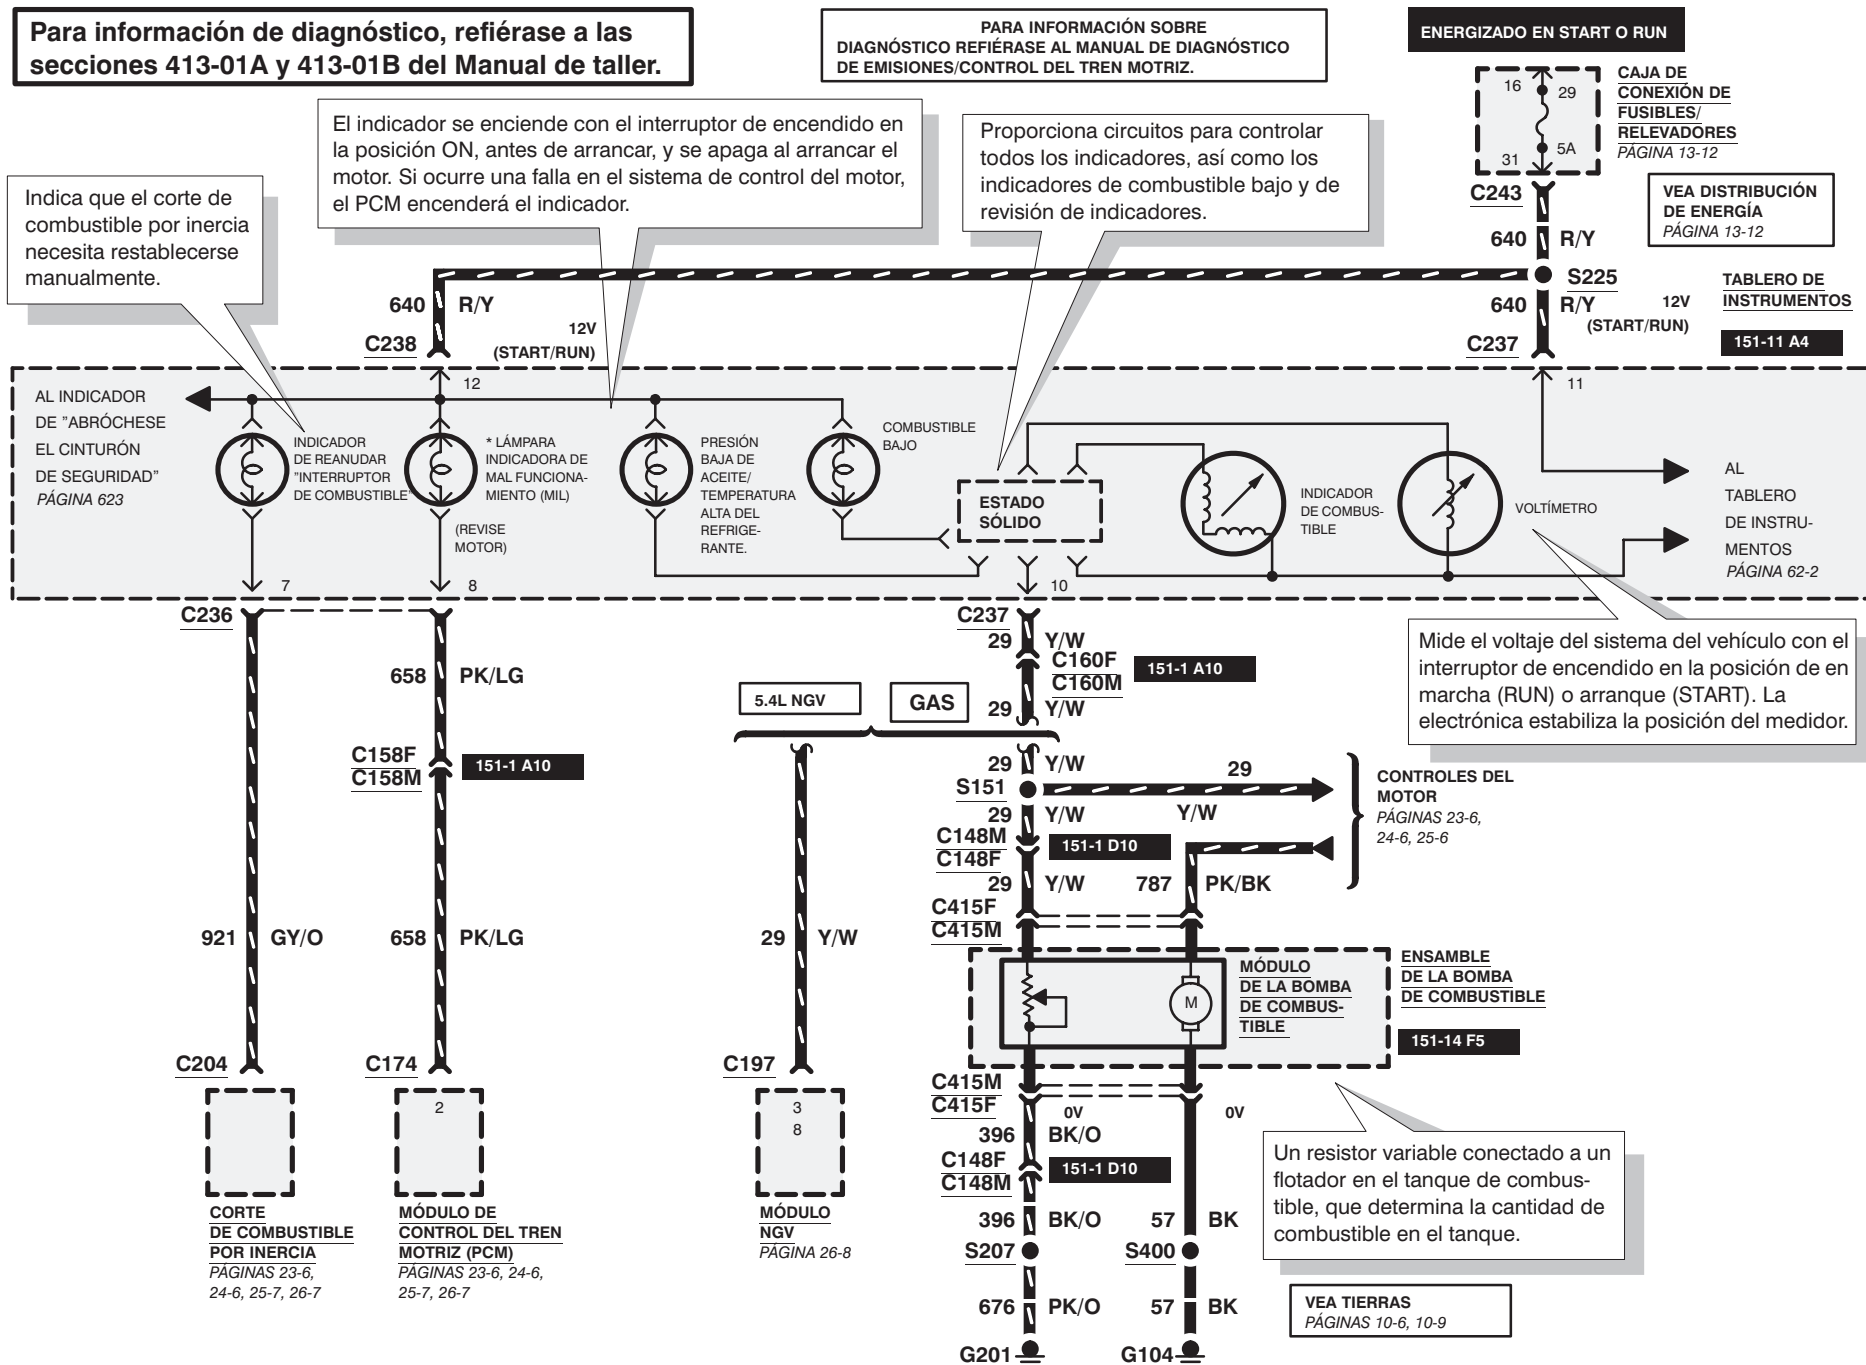 Para información de diagnóstico, refiérase a las
secciones 413-01A y 413-01B del Manual de taller.
PARA INFORMACIÓN SOBRE
DIAGNÓSTICO REFIÉRASE AL MANUAL DE DIAGNÓSTICO
DE EMISIONES/CONTROL DEL TREN MOTRIZ.
ENERGIZADO EN START O RUN
16
29
31
5A
CAJA DE
CONEXIÓN DE
FUSIBLES/
RELEVADORES
PÁGINA 13-12
El indicador se enciende con el interruptor de encendido en
la posición ON, antes de arrancar, y se apaga al arrancar el
motor. Si ocurre una falla en el sistema de control del motor,
el PCM encenderá el indicador.
Proporciona circuitos para controlar
todos los indicadores, así como los
indicadores de combustible bajo y de
revisión de indicadores.
Indica que el corte de
combustible por inercia
necesita restablecerse
manualmente.
C243
VEA DISTRIBUCIÓN
DE ENERGÍA
PÁGINA 13-12
640 R/Y
S225
640 R/Y
12V
(START/RUN)
TABLERO DE
INSTRUMENTOS
151-11 A4
C237
640 R/Y
12V
(START/RUN)
C238
12
11
AL INDICADOR
DE ”ABRÓCHESE
EL CINTURÓN
DE SEGURIDAD”
PÁGINA 623
INDICADOR
DE REANUDAR
"INTERRUPTOR
DE COMBUSTIBLE"
* LÁMPARA
INDICADORA DE
MAL FUNCIONA-
MIENTO (MIL)
(REVISE
MOTOR)
PRESIÓN
BAJA DE
ACEITE/
TEMPERATURA
ALTA DEL
REFRIGE-
RANTE.
COMBUSTIBLE
BAJO
ESTADO
SÓLIDO
INDICADOR
DE COMBUS-
TIBLE
VOLTÍMETRO
AL
TABLERO
DE INSTRU-
MENTOS
PÁGINA 62-2
7
8
10
C236
C237
29 Y/W
C160F
C160M
151-1 A10
29 Y/W
Mide el voltaje del sistema del vehículo con el
interruptor de encendido en la posición de en
marcha (RUN) o arranque (START). La
electrónica estabiliza la posición del medidor.
658 PK/LG
5.4L NGV
GAS
C158F
C158M
151-1 A10
29 Y/W
S151
29
Y/W
29 Y/W
CONTROLES DEL
MOTOR
PÁGINAS 23-6,
24-6, 25-6
C148M
C148F
151-1 D10
29 Y/W
787 PK/BK
C415F
C415M
921 GY/O
658 PK/LG
29 Y/W
M
MÓDULO
DE LA BOMBA
DE COMBUS-
TIBLE
ENSAMBLE
DE LA BOMBA
DE COMBUSTIBLE
151-14 F5
C204
C174
C197
C415M
C415F
0V
0V
2
3
8
396 BK/O
C148F
C148M
151-1 D10
Un resistor variable conectado a un
flotador en el tanque de combus-
tible, que determina la cantidad de
combustible en el tanque.
CORTE
DE COMBUSTIBLE
POR INERCIA
PÁGINAS 23-6,
24-6, 25-7, 26-7
MÓDULO DE
CONTROL DEL TREN
MOTRIZ (PCM)
PÁGINAS 23-6, 24-6,
25-7, 26-7
MÓDULO
NGV
PÁGINA 26-8
396 BK/O
57 BK
S207
S400
676 PK/O
57 BK
VEA TIERRAS
PÁGINAS 10-6, 10-9
G201
G104